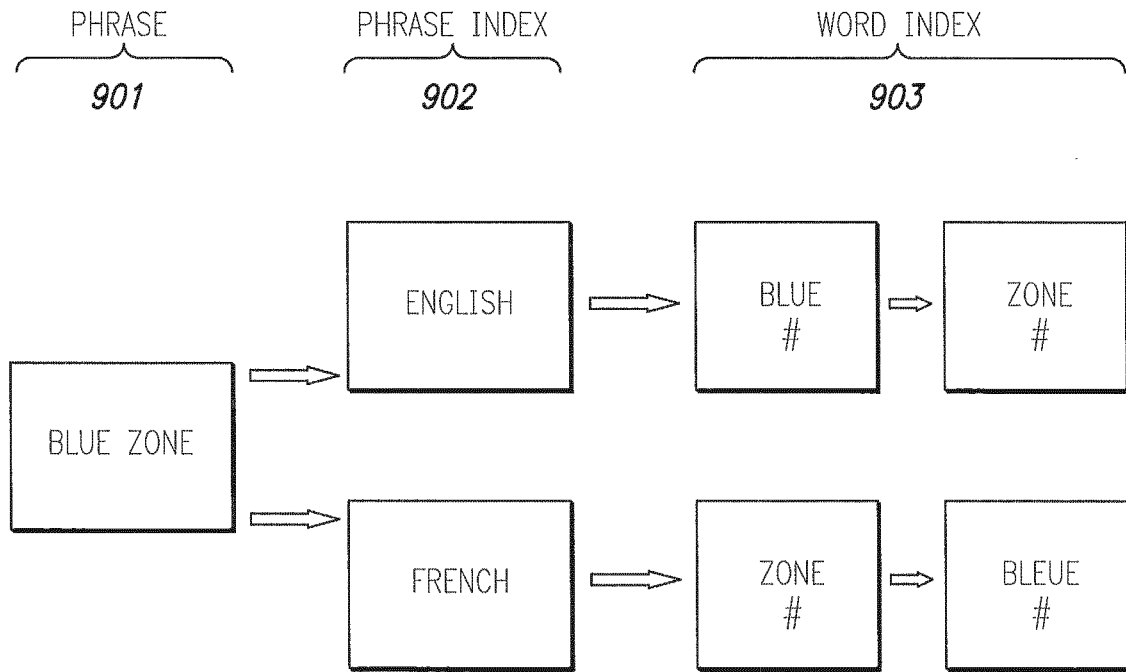 PHRASE PHRASE INDEX WORD INDEX
901 902 903
ENGLISH
BLUE
#
ZONE
#
BLUE ZONE
FRENCH
ZONE
#
BLEUE
#